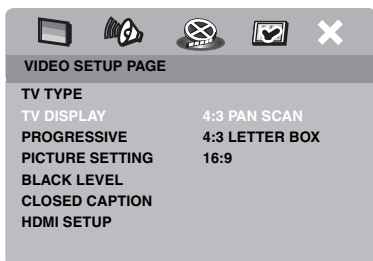 VIDEO SETUP PAGE
TV TYPE
TV DISPLAY 4:3 PAN SCAN
PROGRESSIVE 4:3 LETTER BOX
PICTURE SETTING 16:9
BLACK LEVEL
CLOSED CAPTION
HDMI SETUP